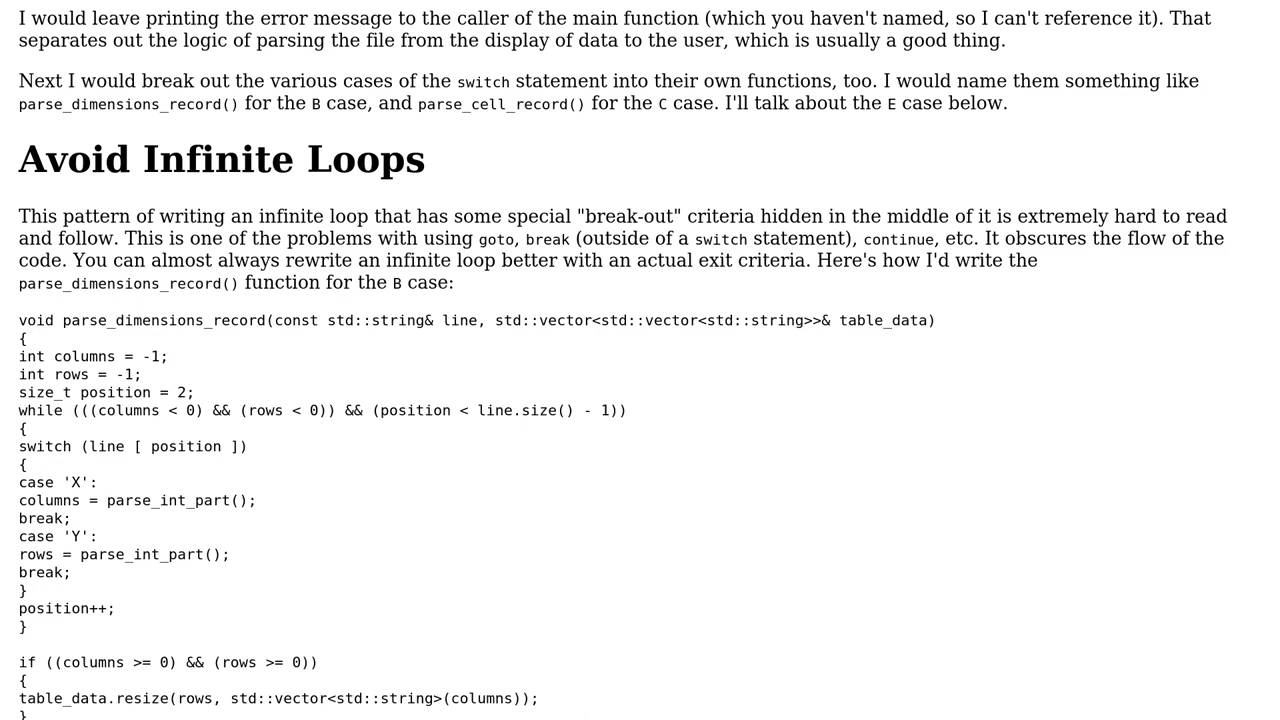 I would leave printing the error message to the caller of the main function (which you haven't named, so I can't reference it). That
separates out the logic of parsing the file from the display of data to the user, which is usually a good thing.
Next I would break out the various cases of the switch statement into their own functions, too. I would name them something like
parse_dimensions_record() for the B case, and parse_cell_record() for the C case. I'll talk about the E case below.
Avoid Infinite Loops
This pattern of writing an infinite loop that has some special "break-out" criteria hidden in the middle of it is extremely hard to read
and follow. This is one of the problems with using goto, break (outside of a switch statement), continue, etc. It obscures the flow of the
code. You can almost always rewrite an infinite loop better with an actual exit criteria. Here's how I'd write the
parse_dimensions_record() function for the B case:
void parse_dimensions_record(const std::string& line, std::vector<std::vector<std::string>>& table_data)
{
int columns = -1;
int rows = -1;
size_t position = 2;
while (((columns < 0) && (rows < 0)) && (position < line.size() - 1))
{
switch (line [ position ])
{
case 'X':
columns = parse_int_part();
break;
case 'Y':
rows = parse_int_part();
break;
}
position++;
}
if ((columns >= 0) && (rows >= 0))
{
table_data.resize(rows, std::vector<std::string>(columns));
}